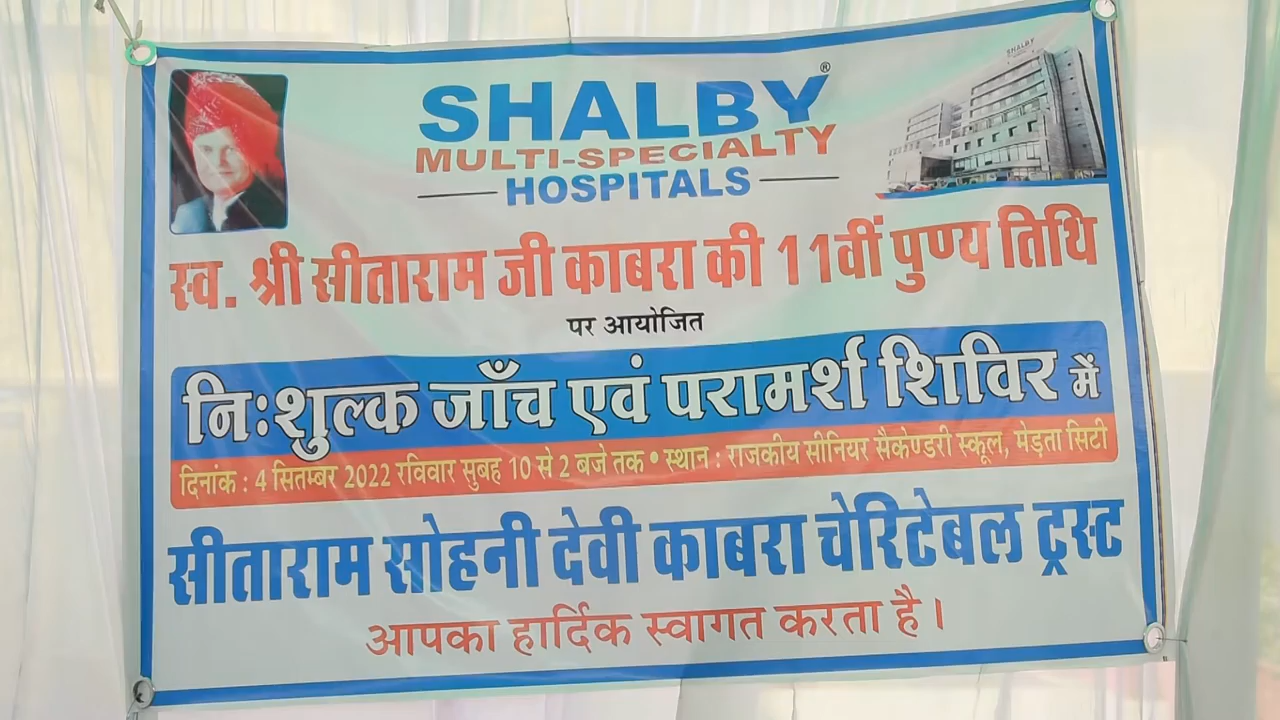 SHALBY®
MULTI-SPECIALTY
HOSPITALS
SHALBY
स्व. श्री सीताराम जी काबरा की 11वीं पुण्य तिथि
पर आयोजित
निःशुल्क जाँच एवं परामर्श शिविर में
दिनांक : 4 सितम्बर 2022 रविवार सुबह 10 से 2 बजे तक • स्थान : राजकीय सीनियर सैकेण्डरी स्कूल, मेड़ता सिटी
सीताराम सोहनी देवी काबरा चेरिटेबल ट्रस्ट
आपका हार्दिक स्वागत करता है।